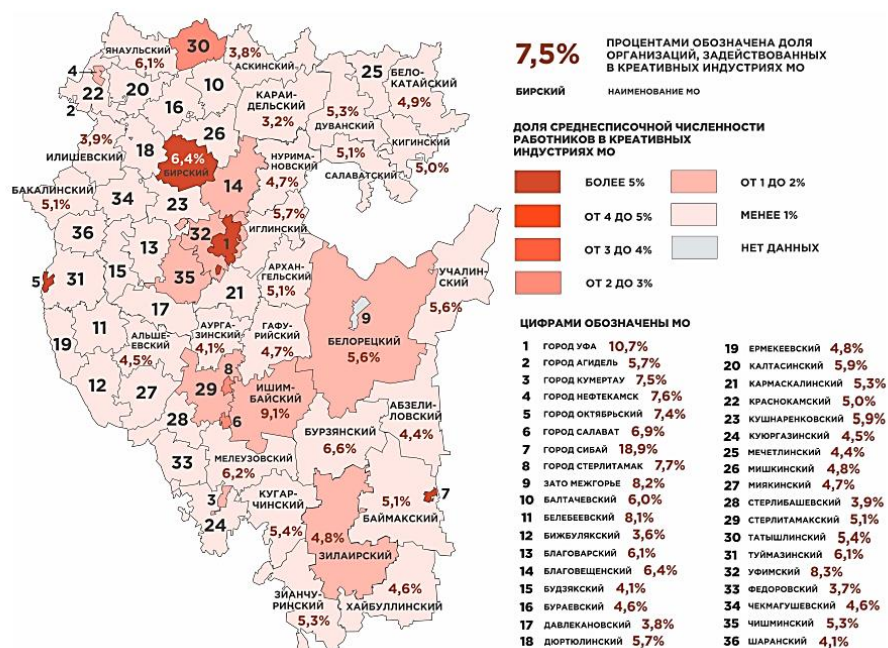 ЯНАУЛЬСКИЙ
6,1%
30
3,8%
АСКИНСКИЙ
4
22
2
20
16
10
КАРАИ-
ДЕЛЬСКИЙ
3,2%
25
БЕЛО-
КАТАЙСКИЙ
4,9%
5,3%
ДУВАНСКИЙ
КИГИНСКИЙ
5,0%
5,1%
САЛАВАТСКИЙ
3,9%
ИЛИШЕВСКИЙ
18
26
6,4%
БИРСКИЙ
НУРИМА-
НОВСКИЙ
4,7%
14
БАКАЛИНСКИЙ
5,1%
34
23
5,7%
ИГЛИНСКИЙ
36
13
32
1
5
31
15
35
АРХАН-
ГЕЛЬСКИЙ
5,1%
УЧАЛИН-
СКИЙ
5,6%
17
21
9
БЕЛОРЕЦКИЙ
5,6%
19
11
АЛЬШЕ-
ЕВСКИЙ
4,5%
АУРГА-
ЗИНСКИЙ
4,1%
ГАФУ-
РИЙСКИЙ
4,7%
12
27
29
8
ИШИМ-
БАЙСКИЙ
9,1%
28
6
АБЗЕЛИ-
ЛОВСКИЙ
4,4%
БУРЗЯНСКИЙ
6,6%
33
МЕЛЕУЗОВСКИЙ
6,2%
3
24
КУГАР-
ЧИНСКИЙ
5,4%
5,1%
БАЙМАКСКИЙ
7
4,8%
ЗИЛАИРСКИЙ
ЗИАНЧУ-
РИНСКИЙ
5,3%
4,6%
ХАЙБУЛЛИНСКИЙ
7,5%
ПРОЦЕНТАМИ ОБОЗНАЧЕНА ДОЛЯ
ОРГАНИЗАЦИЙ, ЗАДЕЙСТВОВАННЫХ
В КРЕАТИВНЫХ ИНДУСТРИЯХ МО
БИРСКИЙ
НАИМЕНОВАНИЕ МО
ДОЛЯ СРЕДНЕСПИСОЧНОЙ ЧИСЛЕННОСТИ
РАБОТНИКОВ В КРЕАТИВНЫХ
ИНДУСТРИЯХ МО
БОЛЕЕ 5%
ОТ 4 ДО 5%
ОТ 3 ДО 4%
ОТ 2 ДО 3%
ОТ 1 ДО 2%
МЕНЕЕ 1%
НЕТ ДАННЫХ
ЦИФРАМИ ОБОЗНАЧЕНЫ МО
1 ГОРОД УФА 10,7%
2 ГОРОД АГИДЕЛЬ 5,7%
3 ГОРОД КУМЕРТАУ 7,5%
4 ГОРОД НЕФТЕКАМСК 7,6%
5 ГОРОД ОКТЯБРЬСКИЙ 7,4%
6 ГОРОД САЛАВАТ 6,9%
7 ГОРОД СИБАЙ 18,9%
8 ГОРОД СТЕРЛИТАМАК 7,7%
9 ЗАТО МЕЖГОРЬЕ 8,2%
10 БАЛТАЧЕВСКИЙ 6,0%
11 БЕЛЕБЕЕВСКИЙ 8,1%
12 БИЖБУЛЯКСКИЙ 3,6%
13 БЛАГОВАРСКИЙ 6,1%
14 БЛАГОВЕЩЕНСКИЙ 6,4%
15 БУДЗЯКСКИЙ 4,1%
16 БУРАЕВСКИЙ 4,6%
17 ДАВЛЕКАНОВСКИЙ 3,8%
18 ДЮРТЮЛИНСКИЙ 5,7%
19 ЕРМЕКЕЕВСКИЙ 4,8%
20 КАЛТАСИНСКИЙ 5,9%
21 КАРМАСКАЛИНСКИЙ 5,3%
22 КРАСНОКАМСКИЙ 5,0%
23 КУШНАРЕНКОВСКИЙ 5,9%
24 КУЮРГАЗИНСКИЙ 4,5%
25 МЕЧЕТЛИНСКИЙ 4,4%
26 МИШКИНСКИЙ 4,8%
27 МИЯКИНСКИЙ 4,7%
28 СТЕРЛИБАШЕВСКИЙ 3,9%
29 СТЕРЛИТАМАКСКИЙ 5,1%
30 ТАТЫШЛИНСКИЙ 5,4%
31 ТУЙМАЗИНСКИЙ 6,1%
32 УФИМСКИЙ 8,3%
33 ФЕДОРОВСКИЙ 3,7%
34 ЧЕКМАГУШЕВСКИЙ 4,6%
35 ЧИШМИНСКИЙ 5,3%
36 ШАРАНСКИЙ 4,1%